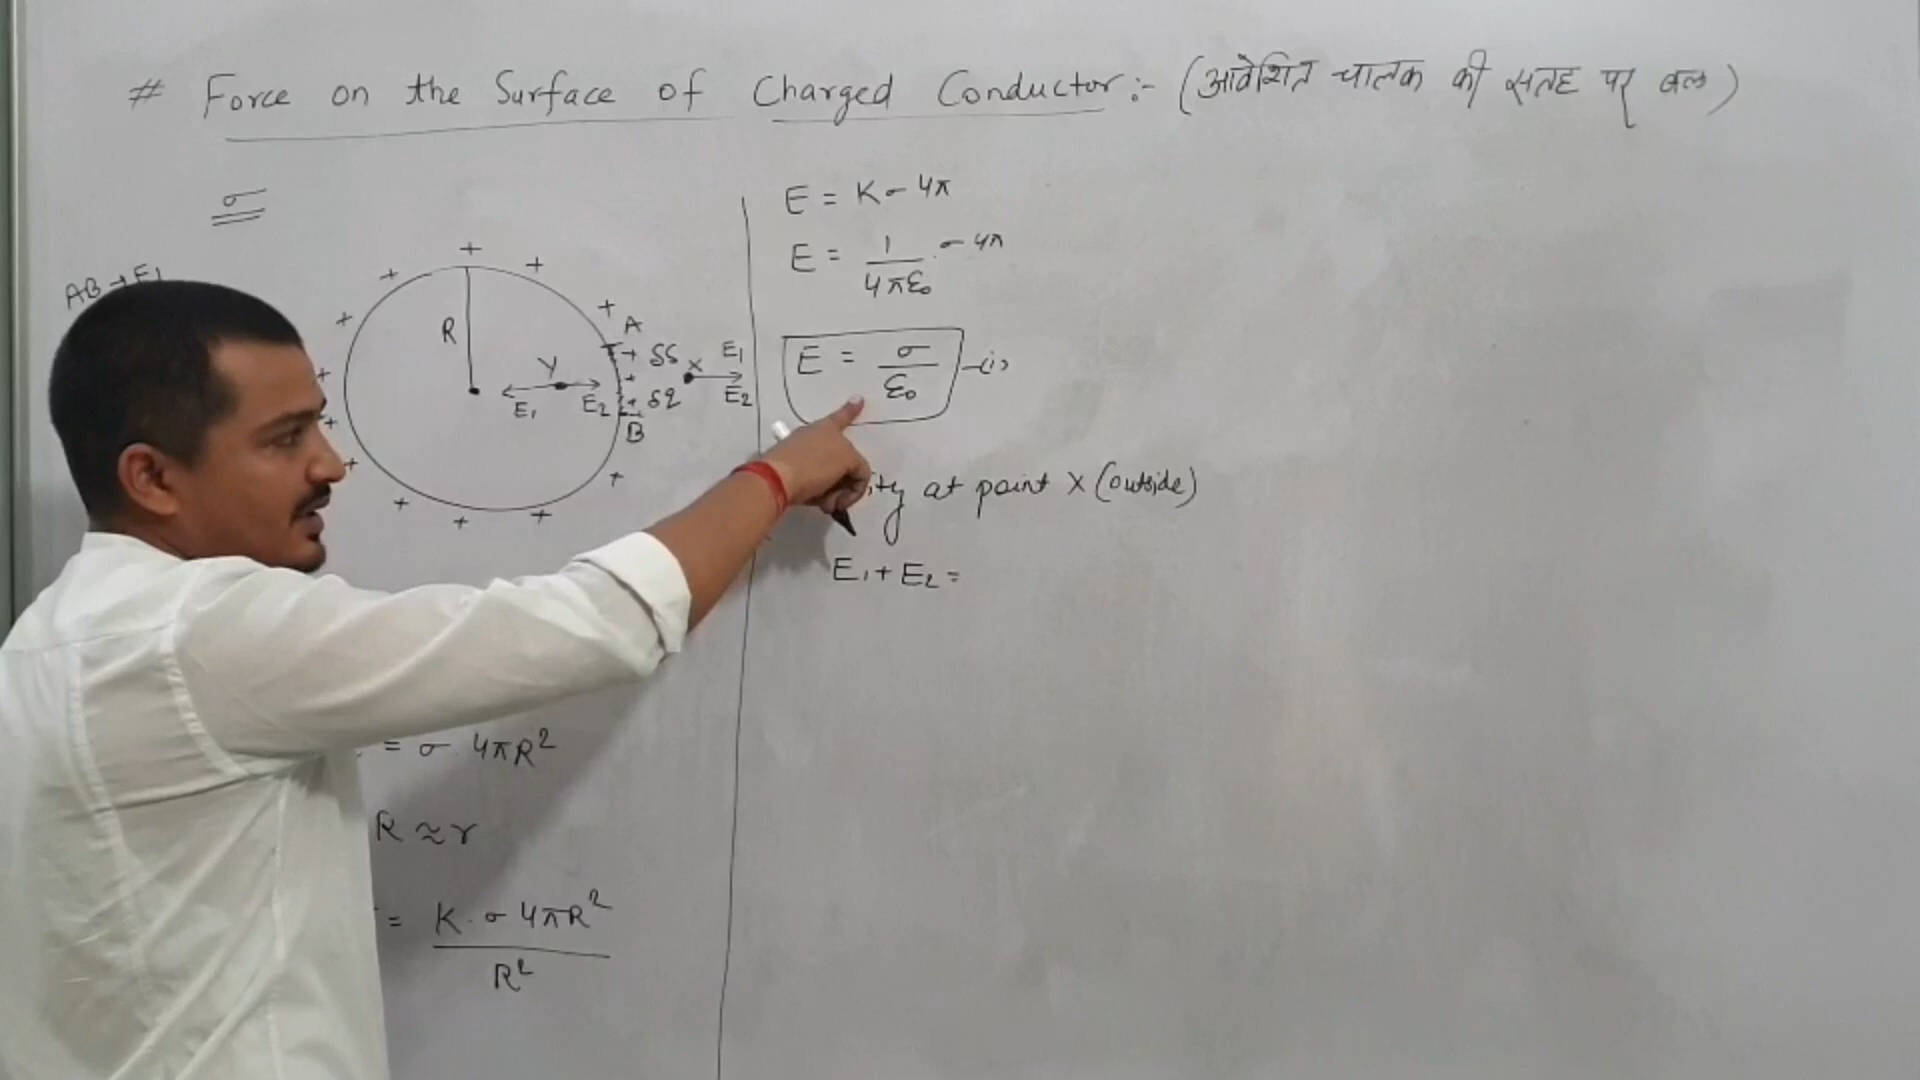 # Force on the Surface of Charged Conductor :- (आवेशित चालक की सतह पर बल)
σ
AB → E₁
R
Y
E₁
E₂
A
δS
δq
B
X
E₁
E₂
= σ 4πR²
R ≈ r
= K·σ 4πR² / R²
E = Kσ 4π
E = 1/4πε₀ · σ 4π
E = σ/ε₀ —(i)
at point X (outside)
E₁ + E₂ =